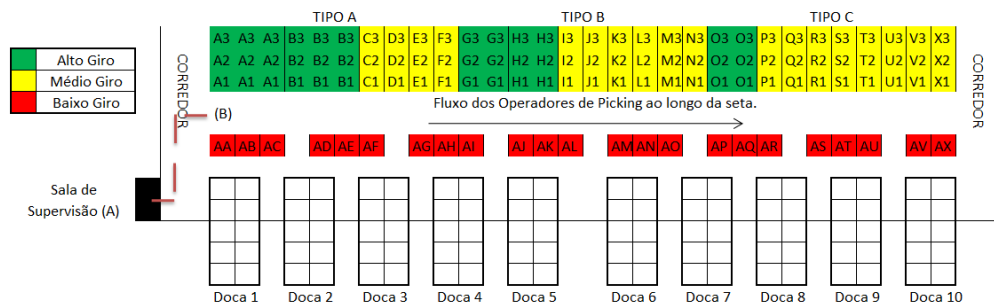 TIPO A TIPO B TIPO C
A3 A3 A3 B3 B3 B3 C3 D3 E3 F3 G3 G3 H3 H3 I3 J3 K3 L3 M3 N3 O3 O3 P3 Q3 R3 S3 T3 U3 V3 X3
A2 A2 A2 B2 B2 B2 C2 D2 E2 F2 G2 G2 H2 H2 I2 J2 K2 L2 M2 N2 O2 O2 P2 Q2 R2 S2 T2 U2 V2 X2
A1 A1 A1 B1 B1 B1 C1 D1 E1 F1 G1 G1 H1 H1 I1 J1 K1 L1 M1 N1 O1 O1 P1 Q1 R1 S1 T1 U1 V1 X1
Alto Giro
Médio Giro
Baixo Giro
CORREDOR
CORREDOR
Fluxo dos Operadores de Picking ao longo da seta.
(B)
AA AB AC AD AE AF AG AH AI AJ AK AL AM AN AO AP AQ AR AS AT AU AV AX
Sala de
Supervisão (A)
Doca 1 Doca 2 Doca 3 Doca 4 Doca 5 Doca 6 Doca 7 Doca 8 Doca 9 Doca 10